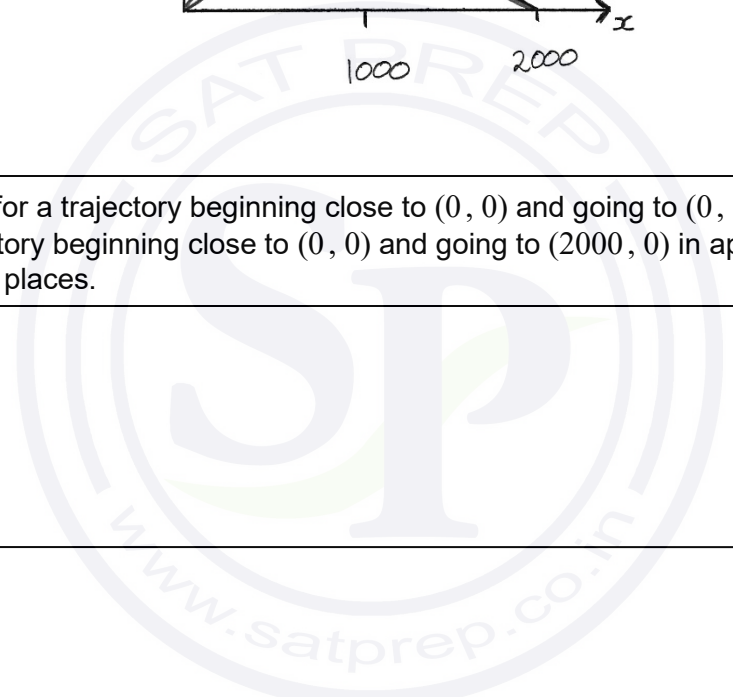 x
1000 2000
for a trajectory beginning close to (0, 0) and going to (0,
tory beginning close to (0, 0) and going to (2000, 0) in ap
places.
SAT PREP
SP
www.satprep.co.in